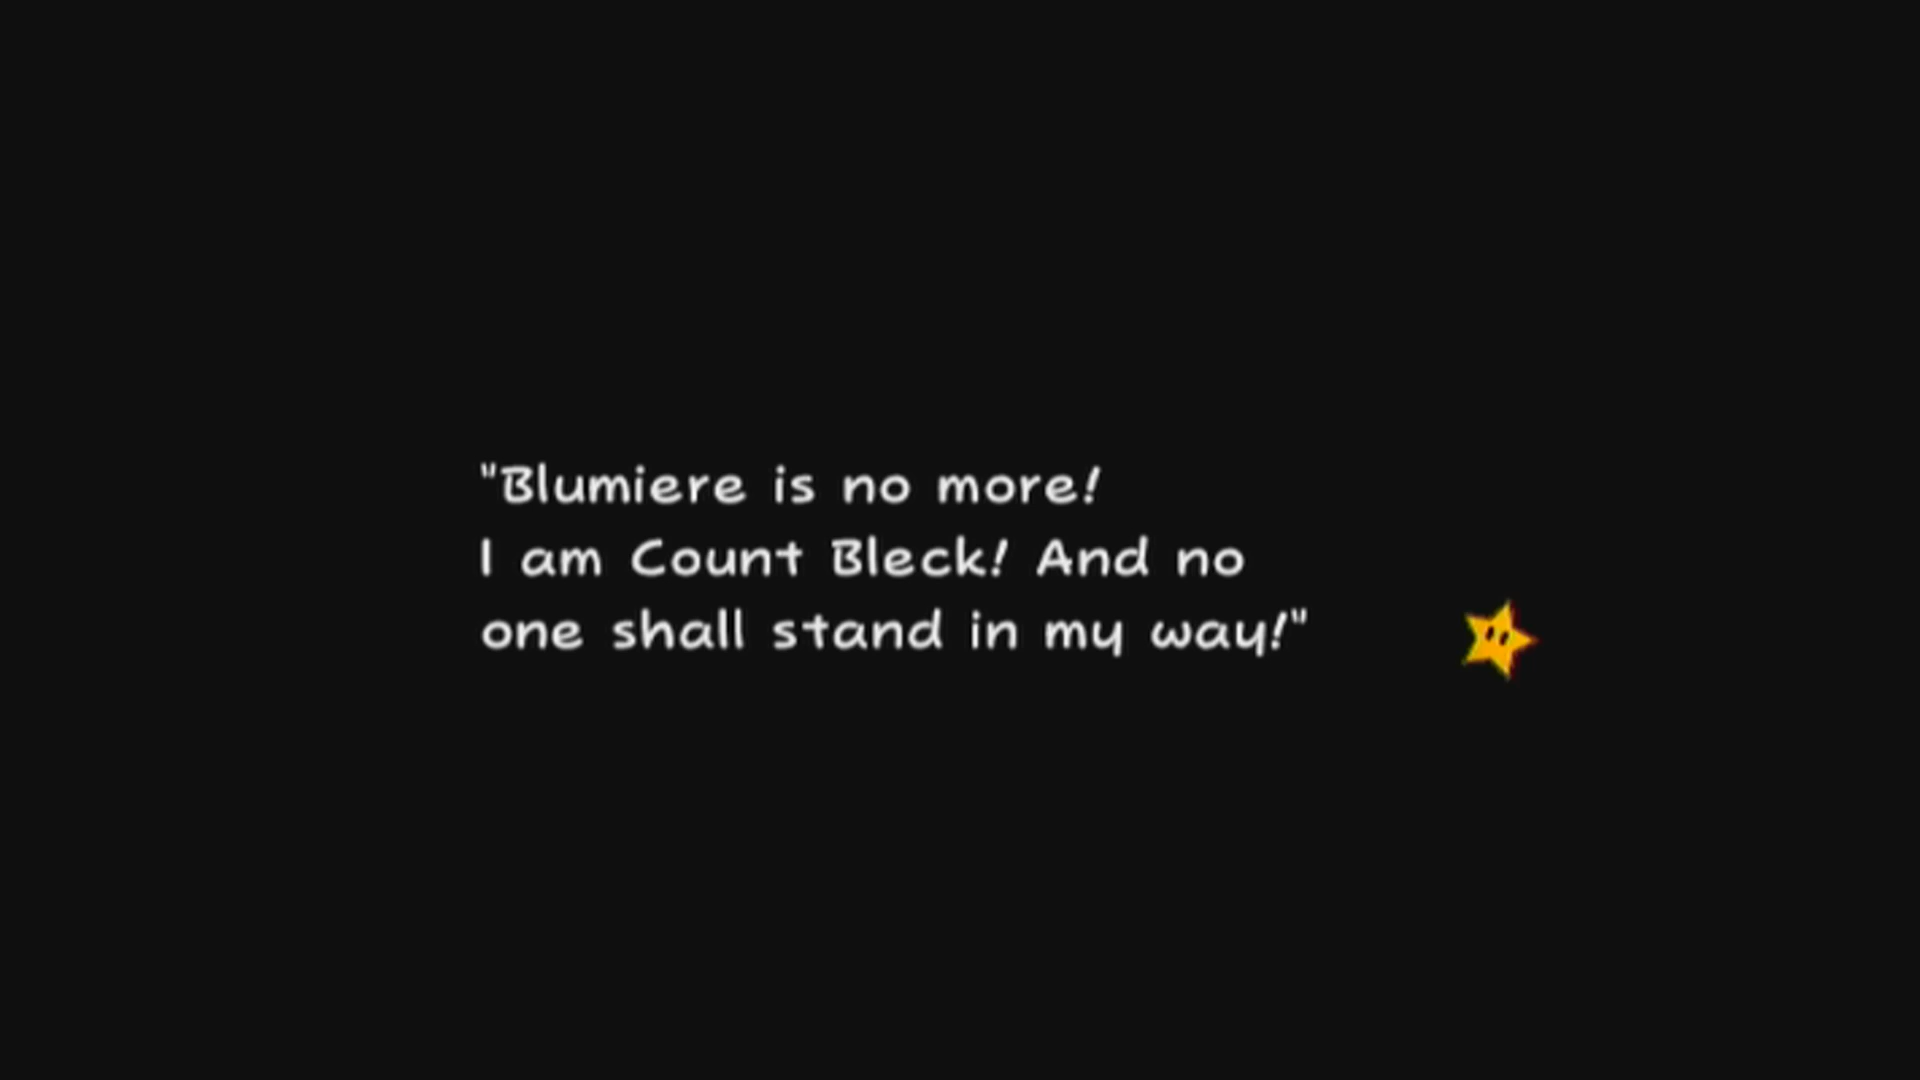 "Blumiere is no more!
I am Count Bleck! And no
one shall stand in my way!"